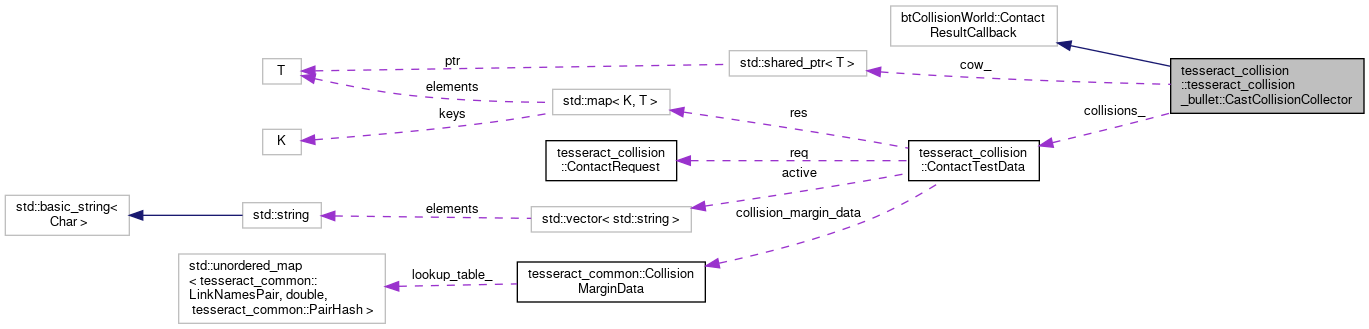 btCollisionWorld::Contact
ResultCallback
ptr
std::shared_ptr< T >
cow_
tesseract_collision
::tesseract_collision
_bullet::CastCollisionCollector
T
elements
std::map< K, T >
keys
res
collisions_
K
tesseract_collision
::ContactRequest
req
tesseract_collision
::ContactTestData
active
std::basic_string<
Char >
std::string
elements
std::vector< std::string >
collision_margin_data
std::unordered_map
< tesseract_common::
LinkNamesPair, double,
tesseract_common::PairHash >
lookup_table_
tesseract_common::Collision
MarginData